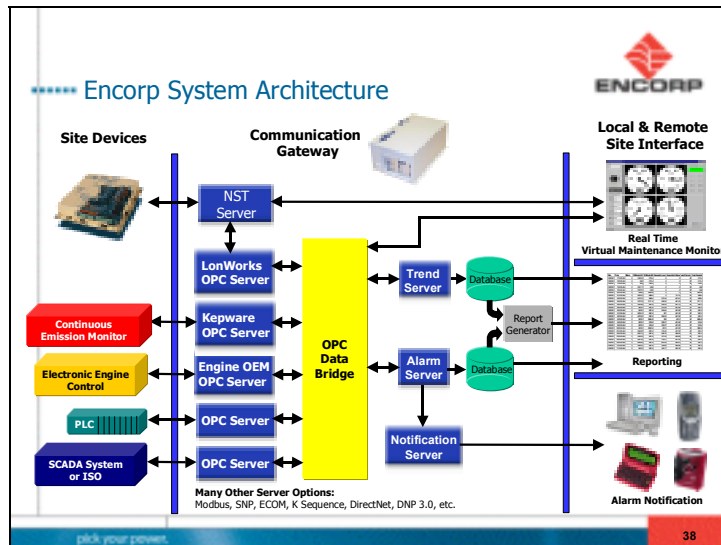 Encorp System Architecture
ENCORP
Site Devices
Communication
Gateway
Local & Remote
Site Interface
NST
Server
LonWorks
OPC Server
Kepware
OPC Server
Engine OEM
OPC Server
OPC Server
OPC Server
Continuous
Emission Monitor
Electronic Engine
Control
PLC
SCADA System
or ISO
OPC
Data
Bridge
Trend
Server
Database
Report
Generator
Alarm
Server
Database
Notification
Server
Real Time
Virtual Maintenance Monitor
Reporting
Alarm Notification
Many Other Server Options:
Modbus, SNP, ECOM, K Sequence, DirectNet, DNP 3.0, etc.
pick your power.
38